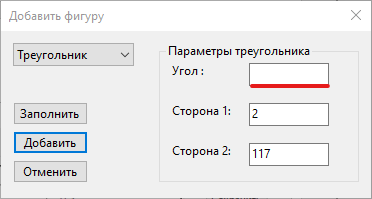 Добавить фигуру
Треугольник
Параметры треугольника
Угол :
Заполнить
Сторона 1:
2
Добавить
Сторона 2:
117
Отменить